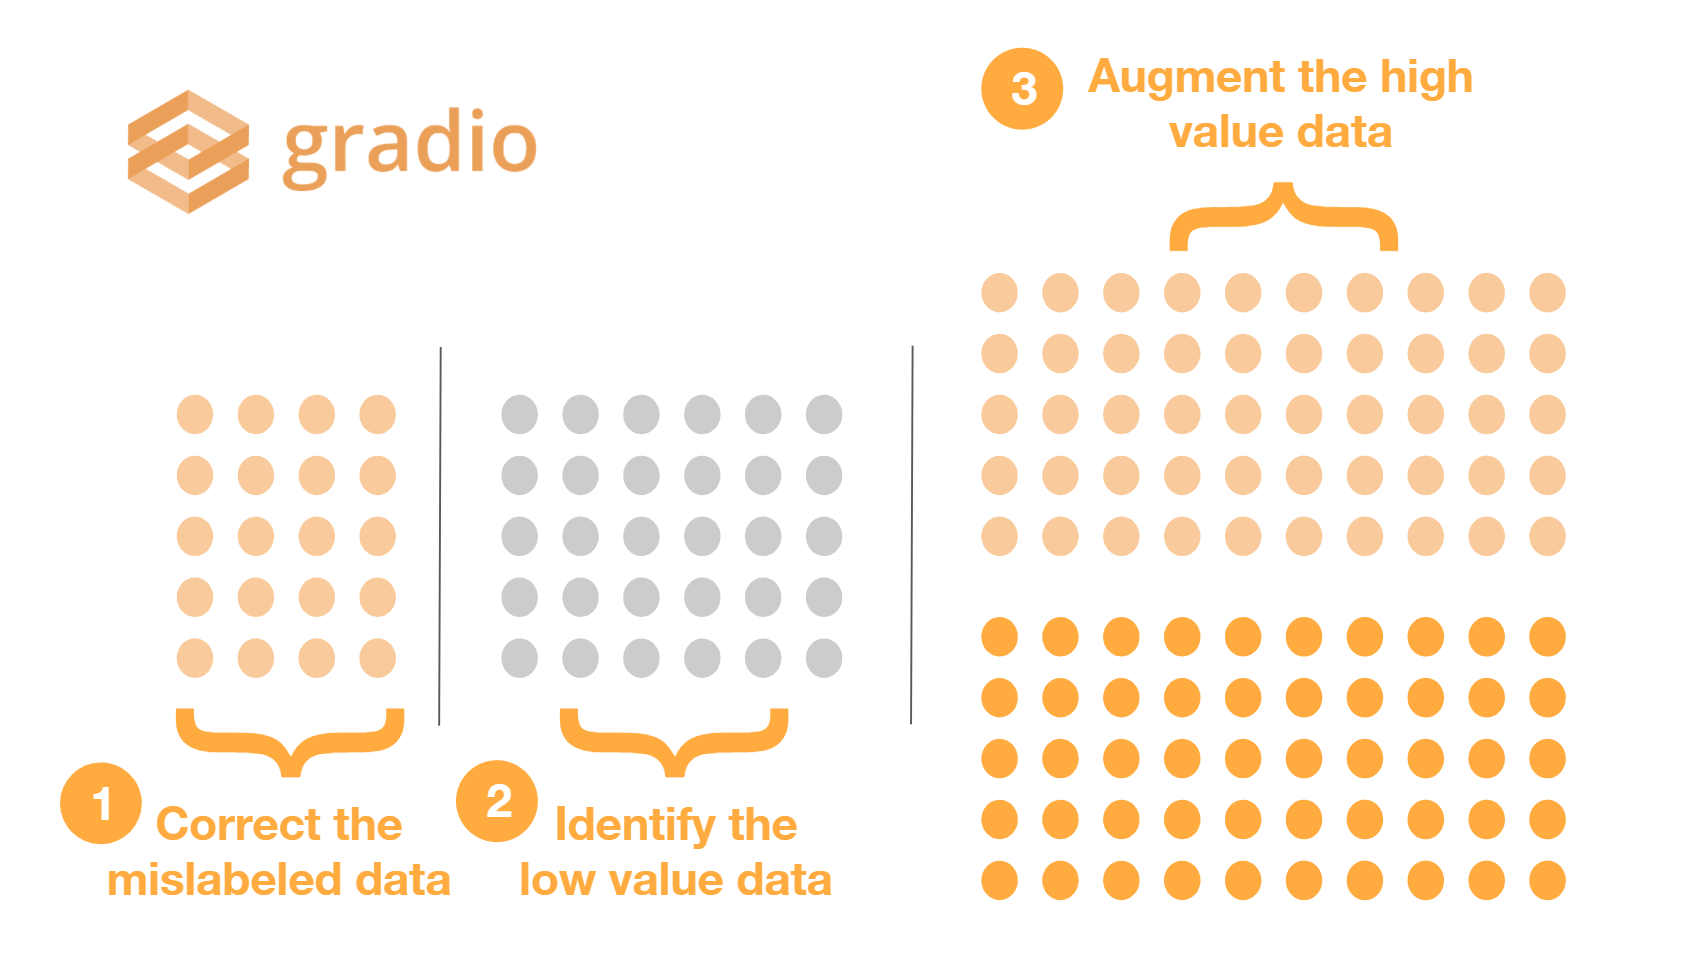 gradio
1
Correct the
mislabeled data
2
Identify the
low value data
3
Augment the high
value data